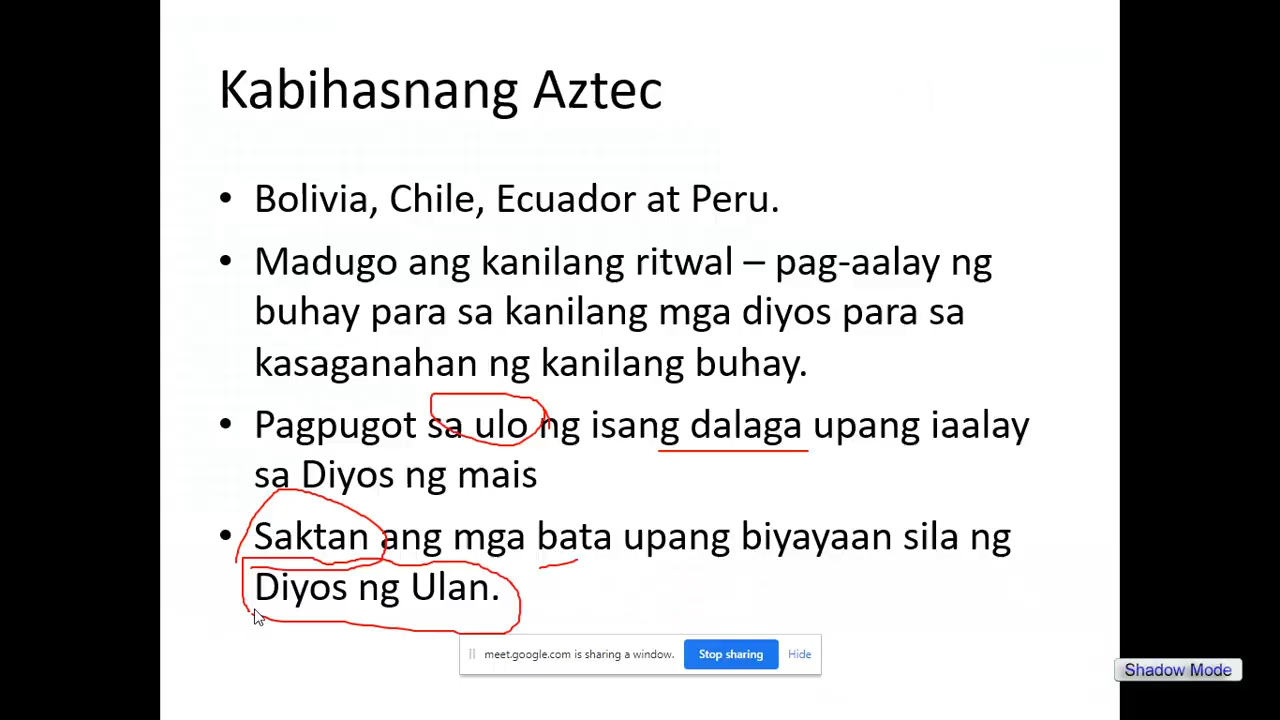 Kabihasnang Aztec
• Bolivia, Chile, Ecuador at Peru.
• Madugo ang kanilang ritwal – pag-aalay ng
buhay para sa kanilang mga diyos para sa
kasaganahan ng kanilang buhay.
• Pagpugot sa ulo ng isang dalaga upang iaalay
sa Diyos ng mais
• Saktan ang mga bata upang biyayaan sila ng
Diyos ng Ulan.
meet.google.com is sharing a window. Stop sharing Hide
Shadow Mode